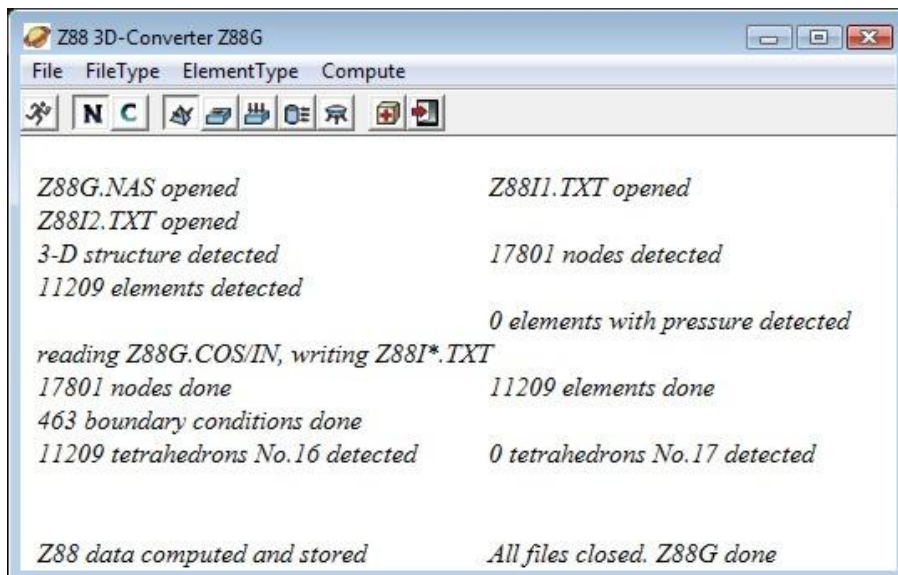 Z88 3D-Converter Z88G
File FileType ElementType Compute
N C
Z88G.NAS opened Z88I1.TXT opened
Z88I2.TXT opened
3-D structure detected 17801 nodes detected
11209 elements detected
0 elements with pressure detected
reading Z88G.COS/IN, writing Z88I*.TXT
17801 nodes done 11209 elements done
463 boundary conditions done
11209 tetrahedrons No.16 detected 0 tetrahedrons No.17 detected
Z88 data computed and stored All files closed. Z88G done